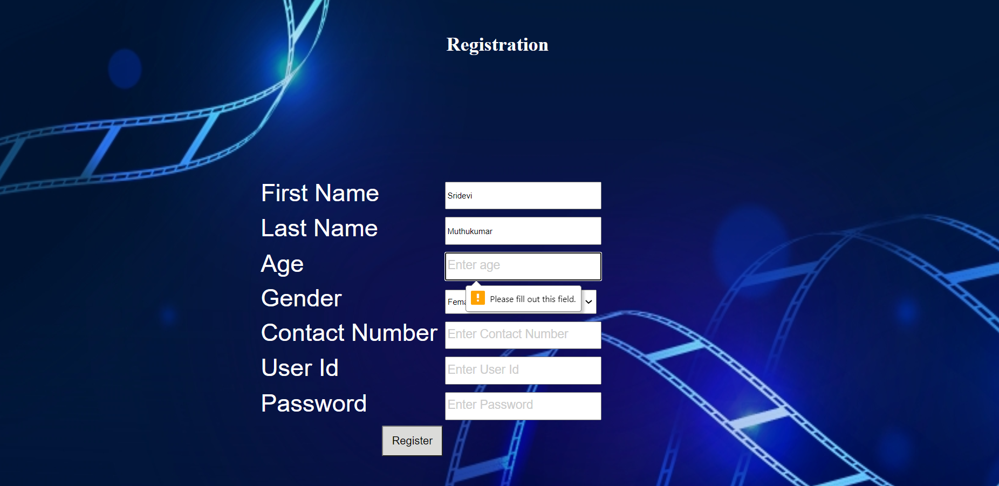 Registration
First Name Sridevi
Last Name Muthukumar
Age Enter age
Please fill out this field.
Gender Fema
Contact Number Enter Contact Number
User Id Enter User Id
Password Enter Password
Register